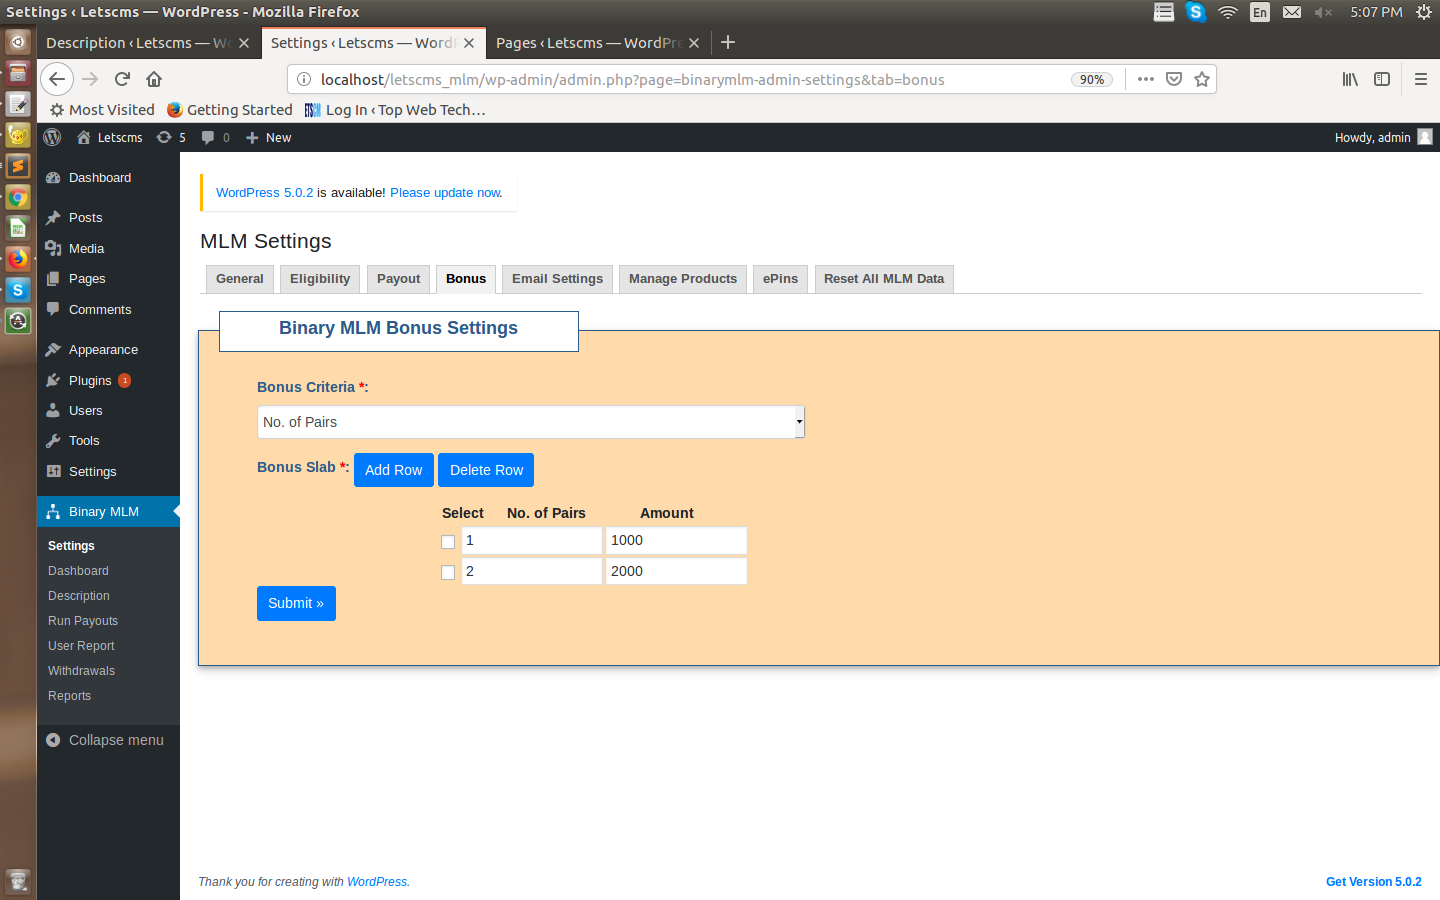 Settings ‹ Letscms — WordPress - Mozilla Firefox
En
5:07 PM
Description ‹ Letscms —
Settings ‹ Letscms —
Pages ‹ Letscms —
localhost/letscms_mlm/wp-admin/admin.php?page=binarymlm-admin-settings&tab=bonus
90%
Most Visited
Getting Started
Log In ‹ Top Web Tech...
Letscms
5
0
New
Howdy, admin
Dashboard
Posts
Media
Pages
Comments
Appearance
Plugins 1
Users
Tools
Settings
Binary MLM
Settings
Dashboard
Description
Run Payouts
User Report
Withdrawals
Reports
Collapse menu
WordPress 5.0.2 is available! Please update now.
MLM Settings
General
Eligibility
Payout
Bonus
Email Settings
Manage Products
ePins
Reset All MLM Data
Binary MLM Bonus Settings
Bonus Criteria *:
No. of Pairs
Bonus Slab *: Add Row Delete Row
Select No. of Pairs Amount
1 1000
2 2000
Submit »
Thank you for creating with WordPress.
Get Version 5.0.2